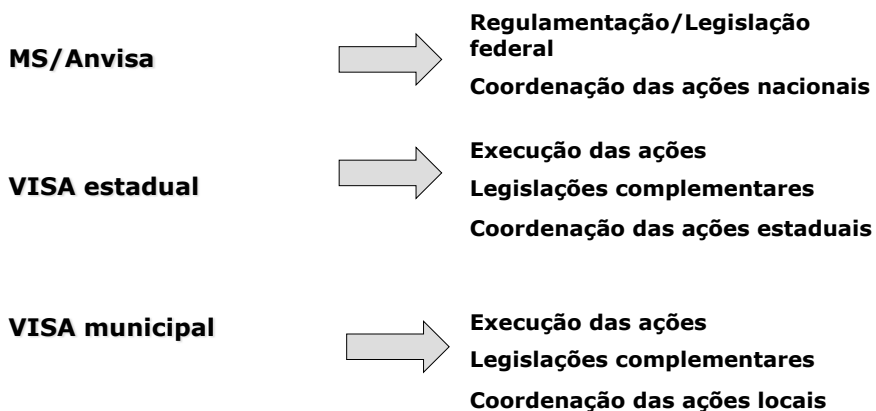 MS/Anvisa
Regulamentação/Legislação
federal
Coordenação das ações nacionais
VISA estadual
Execução das ações
Legislações complementares
Coordenação das ações estaduais
VISA municipal
Execução das ações
Legislações complementares
Coordenação das ações locais